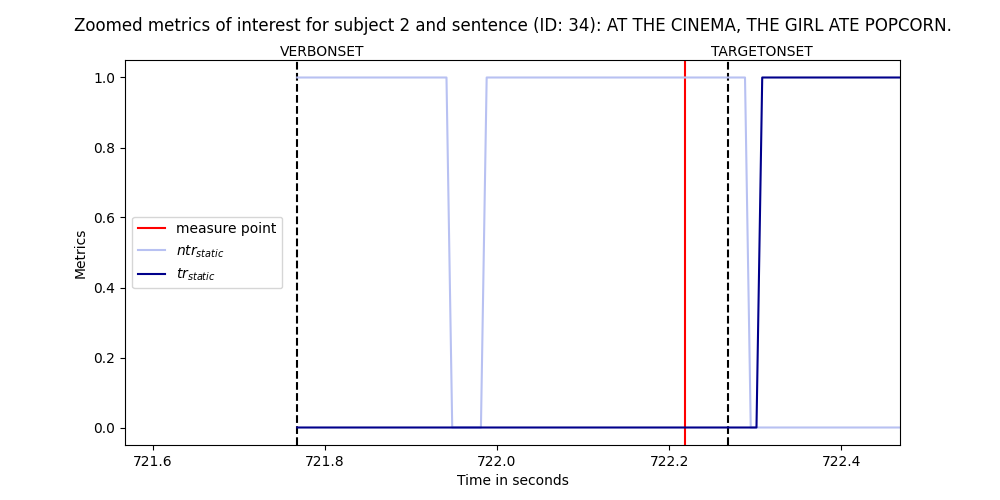 Zoomed metrics of interest for subject 2 and sentence (ID: 34): AT THE CINEMA, THE GIRL ATE POPCORN.
VERBONSET TARGETONSET
1.0
0.8
0.6
0.4
0.2
0.0
Metrics
measure point
ntr_static
tr_static
721.6 721.8 722.0 722.2 722.4
Time in seconds